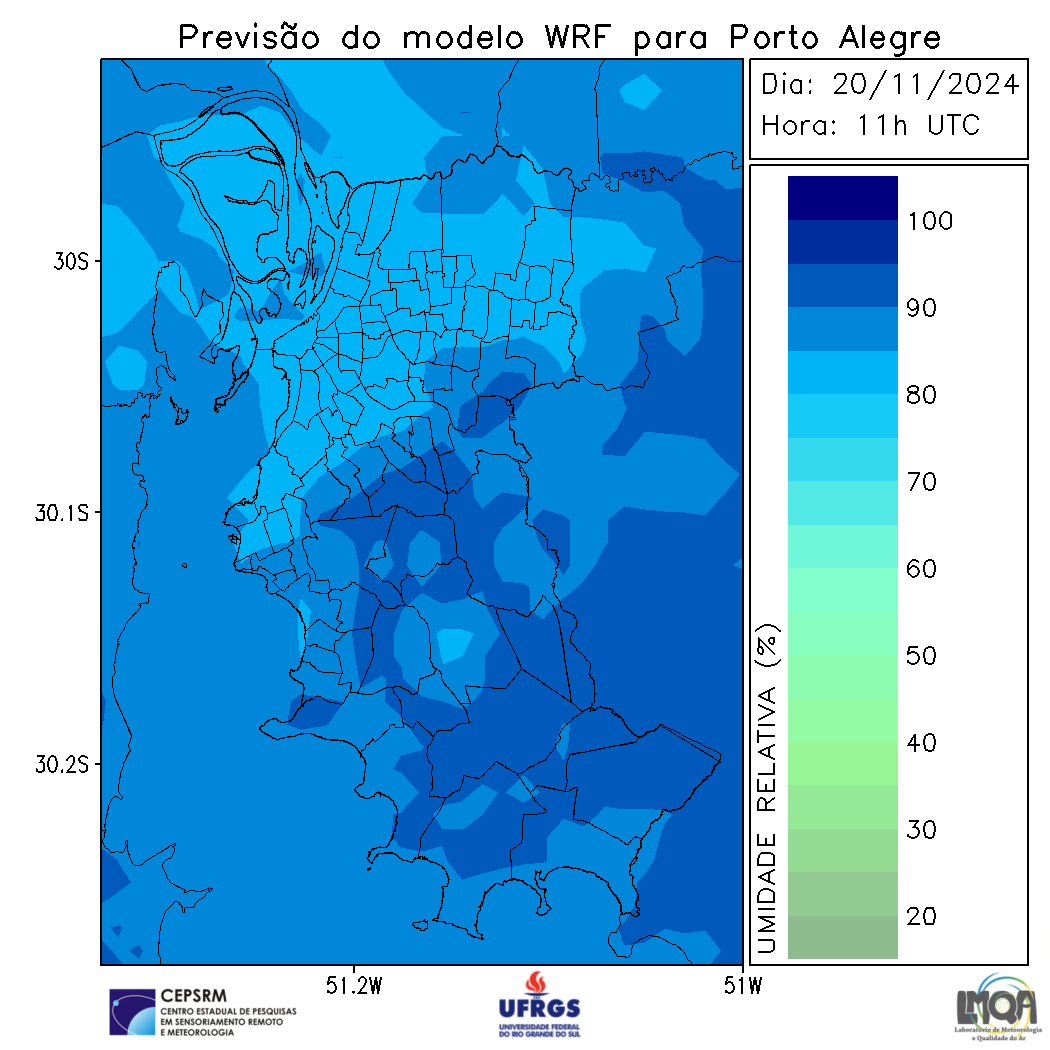 Previsão do modelo WRF para Porto Alegre
Dia: 20/11/2024
Hora: 11h UTC
30S
30.1S
30.2S
51.2W
51W
UMIDADE RELATIVA (%)
100
90
80
70
60
50
40
30
20
CEPSRM
CENTRO ESTADUAL DE PESQUISAS
EM SENSORIAMENTO REMOTO
E METEOROLOGIA
UFRGS
UNIVERSIDADE FEDERAL
DO RIO GRANDE DO SUL
LMQA
Laboratório de Meteorologia
e Qualidade do Ar